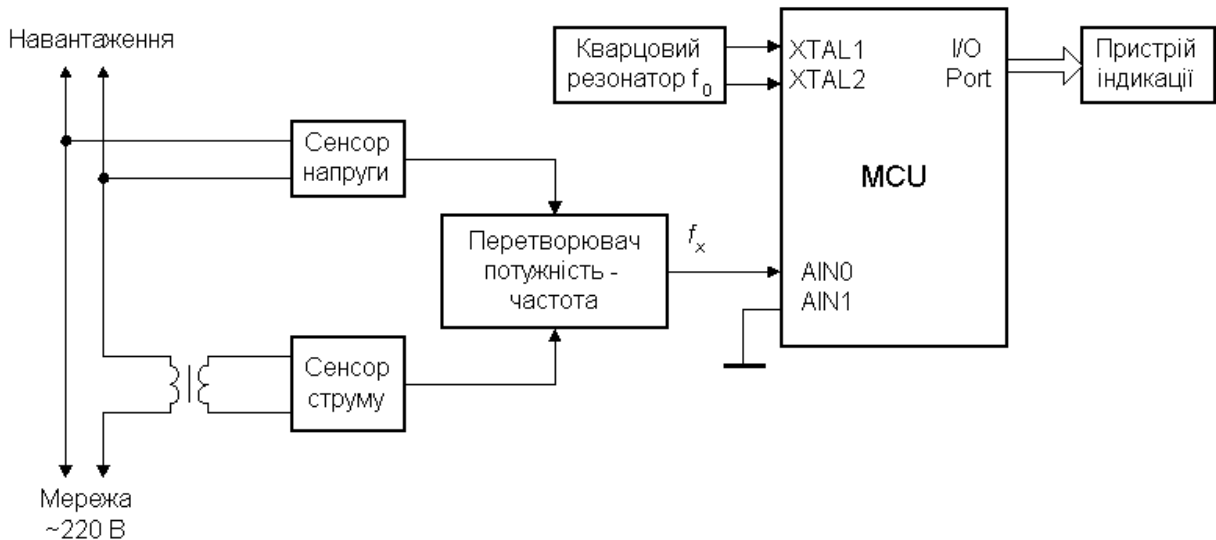 Навантаження
Сенсор
напруги
Сенсор
струму
Мережа
~220 В
Перетворювач
потужність -
частота
fx
Кварцовий
резонатор f0
XTAL1
XTAL2
I/O
Port
MCU
AIN0
AIN1
Пристрій
індикації